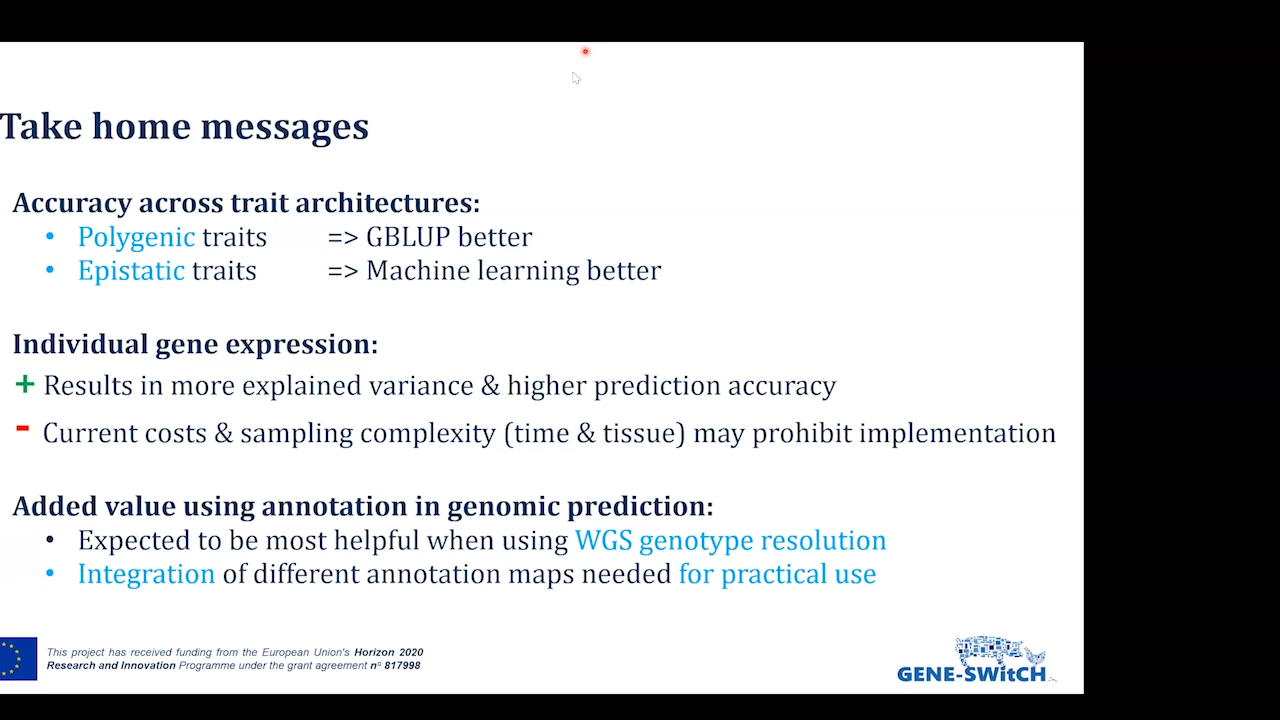 Take home messages
Accuracy across trait architectures:
• Polygenic traits => GBLUP better
• Epistatic traits => Machine learning better
Individual gene expression:
+ Results in more explained variance & higher prediction accuracy
- Current costs & sampling complexity (time & tissue) may prohibit implementation
Added value using annotation in genomic prediction:
• Expected to be most helpful when using WGS genotype resolution
• Integration of different annotation maps needed for practical use
This project has received funding from the European Union's Horizon 2020
Research and Innovation Programme under the grant agreement n° 817998
GENE-SWitCH